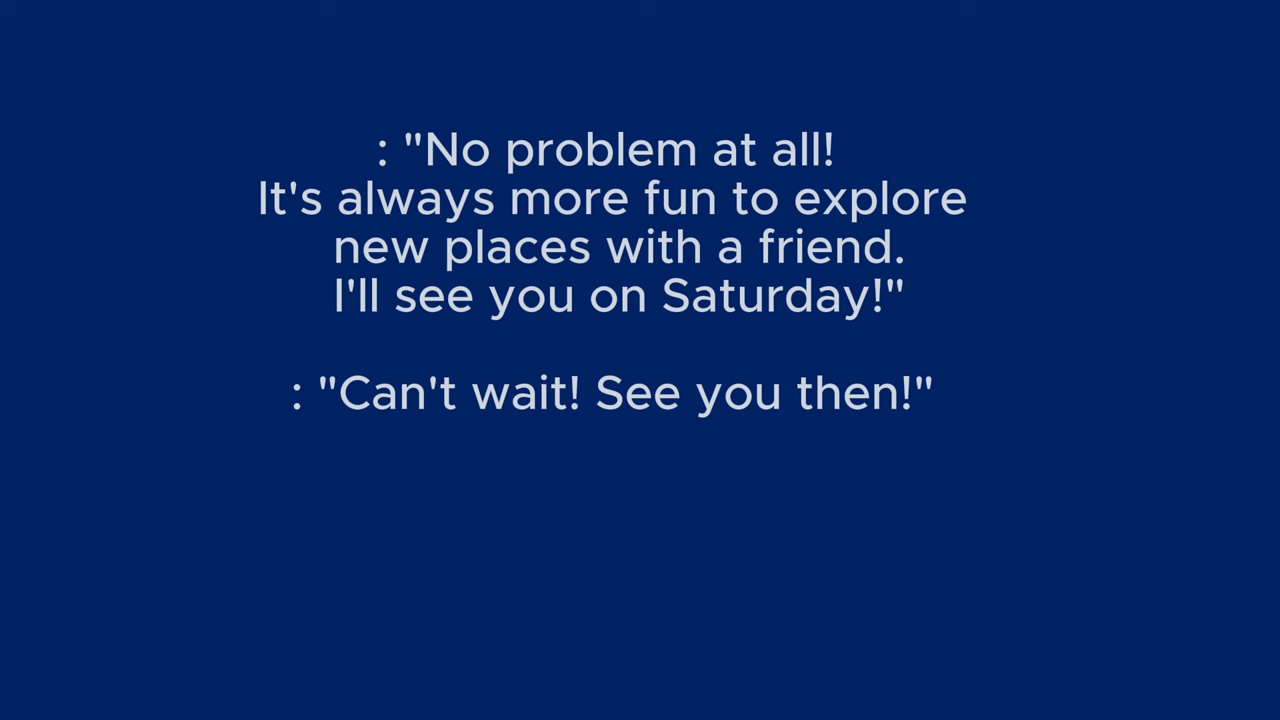 : "No problem at all!
It's always more fun to explore
new places with a friend.
I'll see you on Saturday!"
: "Can't wait! See you then!"